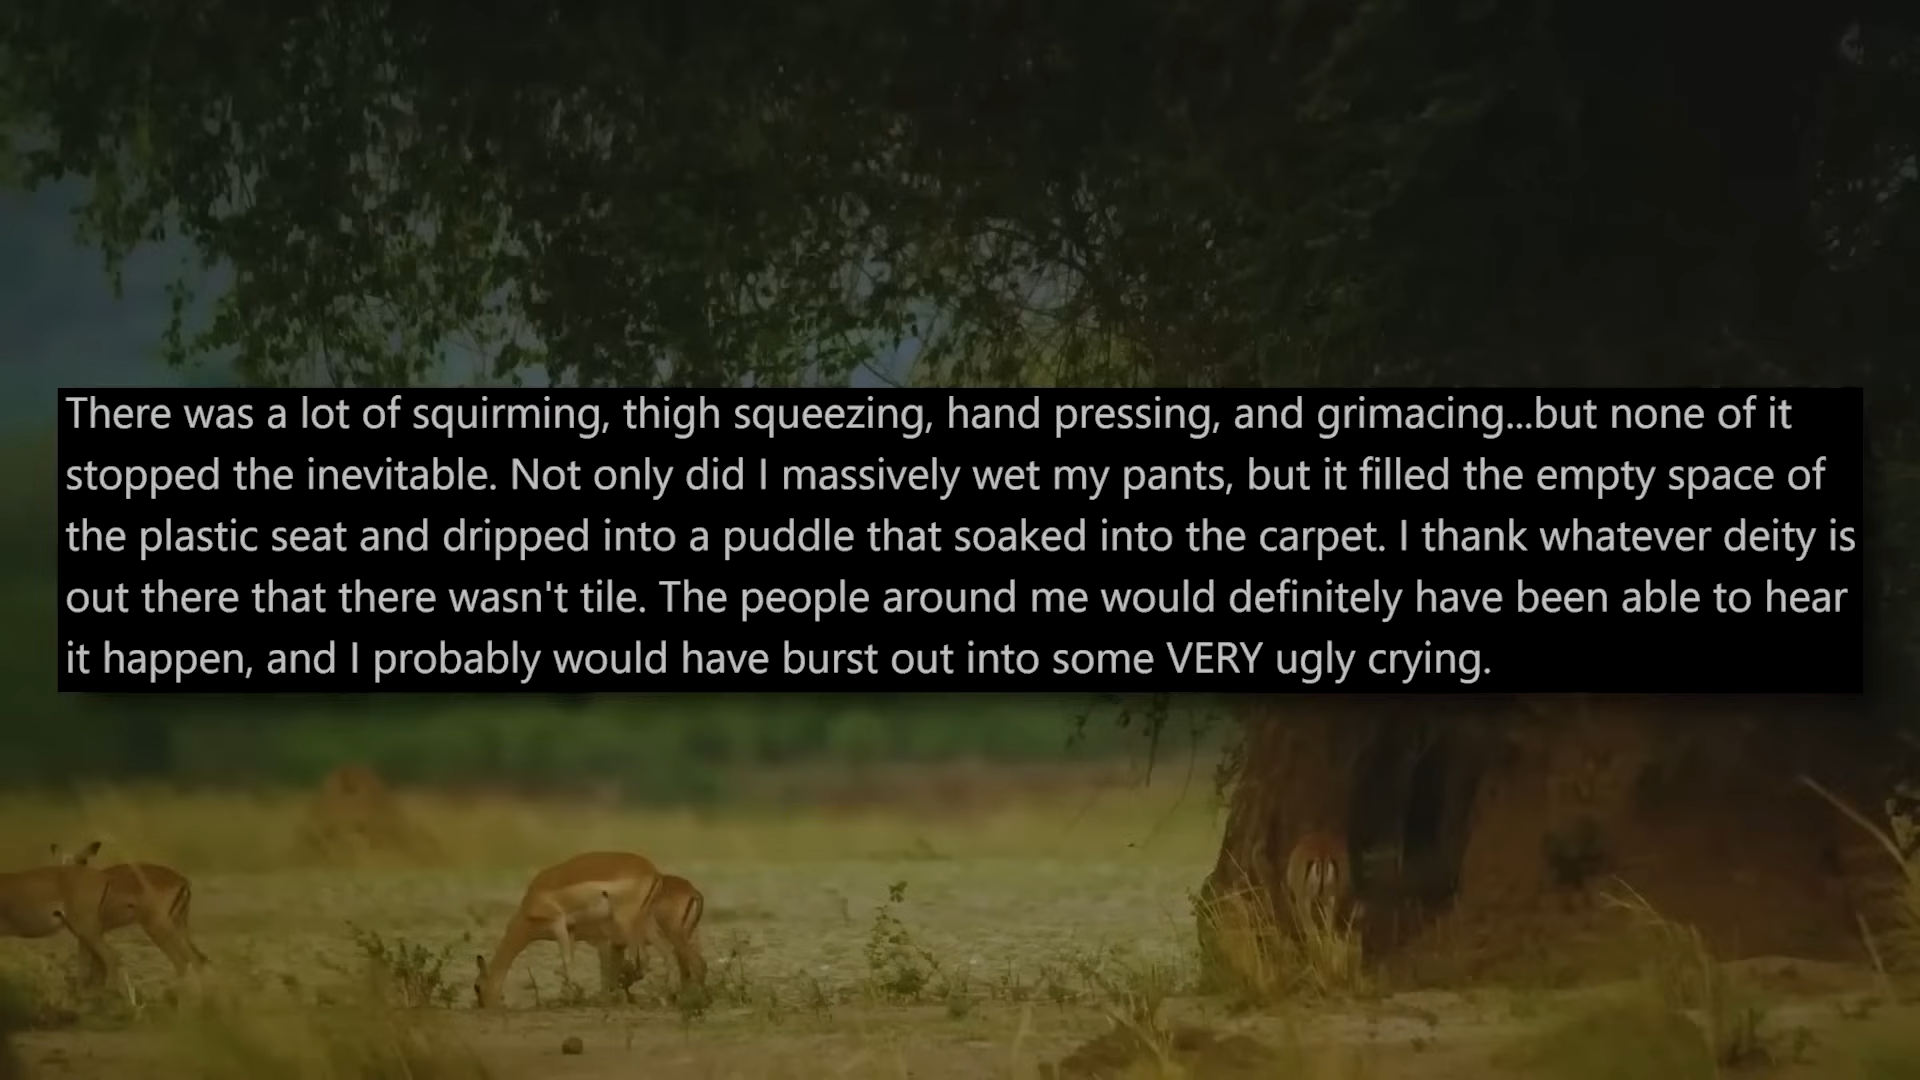 There was a lot of squirming, thigh squeezing, hand pressing, and grimacing...but none of it
stopped the inevitable. Not only did I massively wet my pants, but it filled the empty space of
the plastic seat and dripped into a puddle that soaked into the carpet. I thank whatever deity is
out there that there wasn't tile. The people around me would definitely have been able to hear
it happen, and I probably would have burst out into some VERY ugly crying.